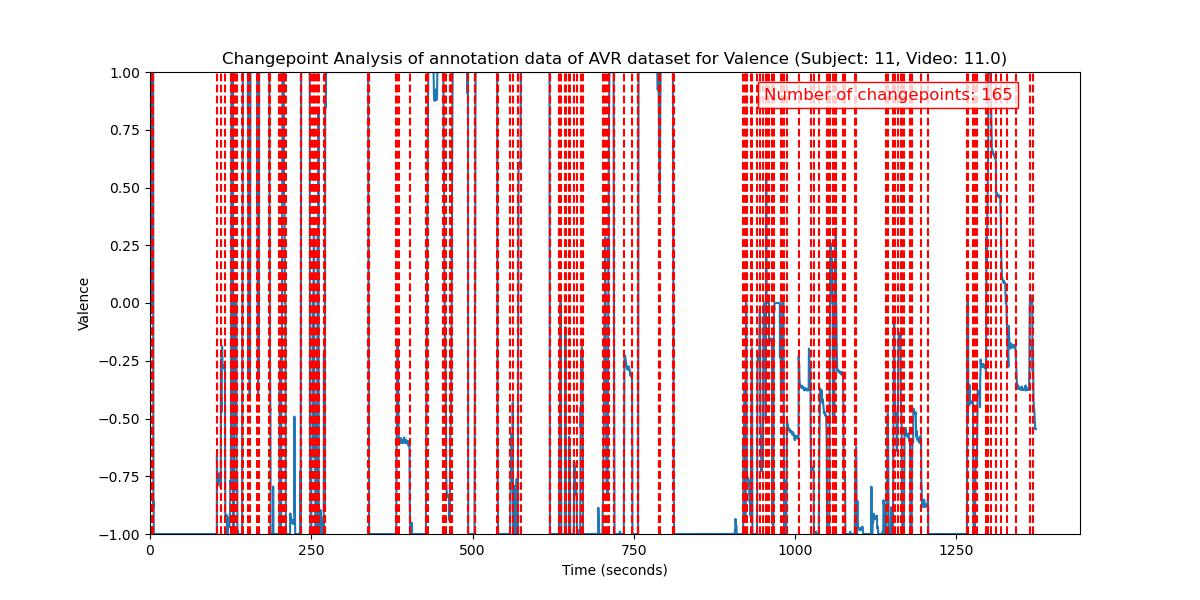 Changepoint Analysis of annotation data of AVR dataset for Valence (Subject: 11, Video: 11.0)
Number of changepoints: 165
1.00
0.75
0.50
0.25
0.00
−0.25
−0.50
−0.75
−1.00
Valence
0 250 500 750 1000 1250
Time (seconds)